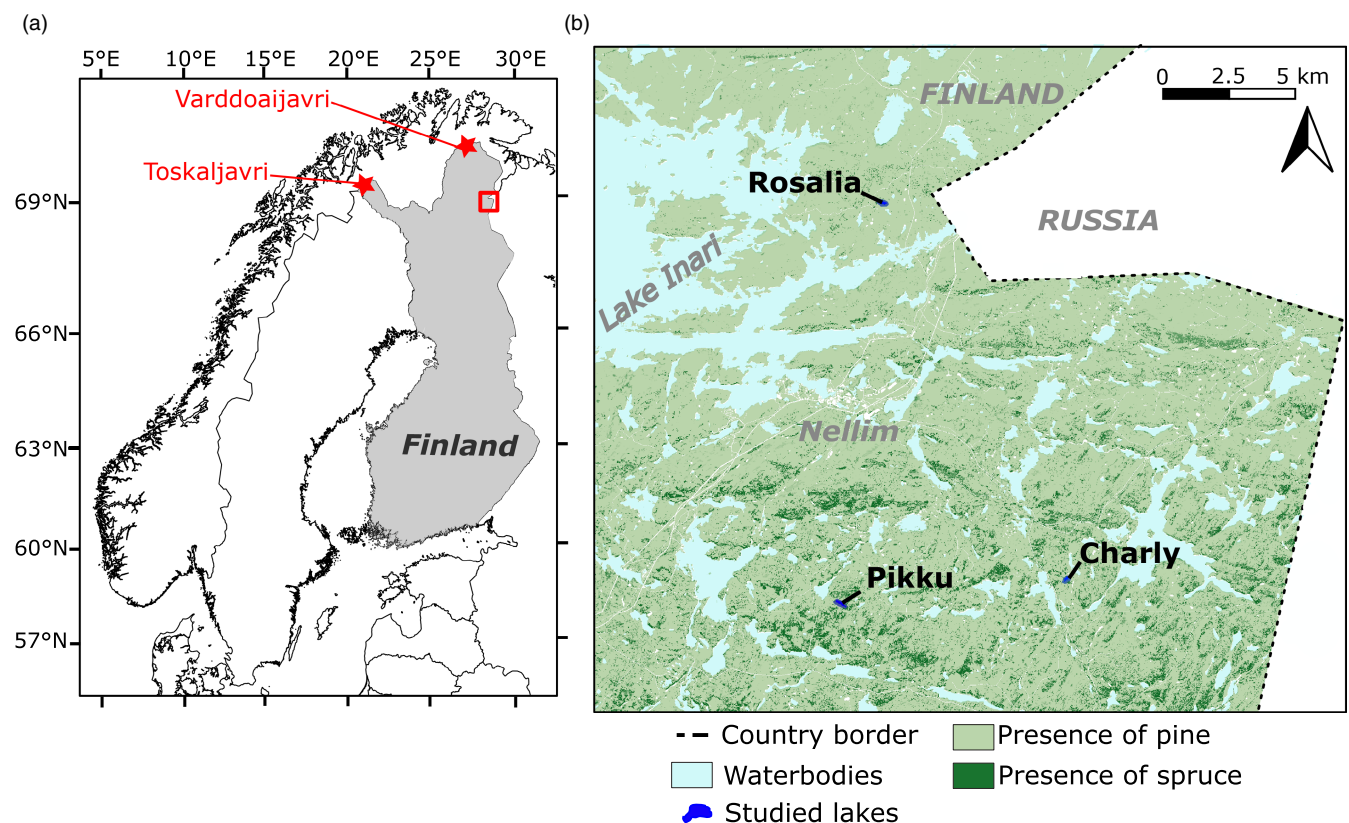 (a)
5°E 10°E 15°E 20°E 25°E 30°E
Varddoaijavri
Toskaljavri
69°N
66°N
63°N
60°N
57°N
Finland
(b)
FINLAND
0 2.5 5 km
Rosalia
RUSSIA
Lake Inari
Nellim
Charly
Pikku
Country border
Waterbodies
Studied lakes
Presence of pine
Presence of spruce